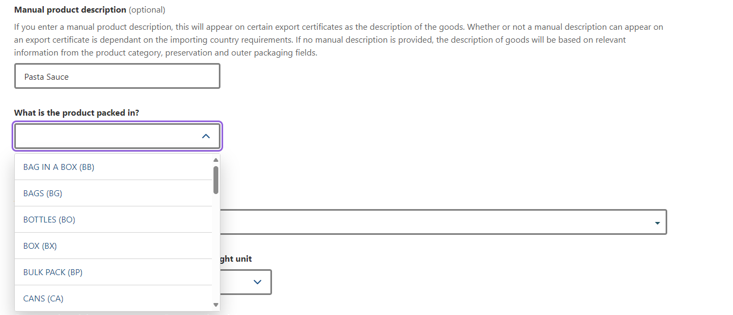 Manual product description (optional)
If you enter a manual product description, this will appear on certain export certificates as the description of the goods. Whether or not a manual description can appear on
an export certificate is dependant on the importing country requirements. If no manual description is provided, the description of goods will be based on relevant
information from the product category, preservation and outer packaging fields.
Pasta Sauce
What is the product packed in?
BAG IN A BOX (BB)
BAGS (BG)
BOTTLES (BO)
BOX (BX)
ght unit
BULK PACK (BP)
CANS (CA)